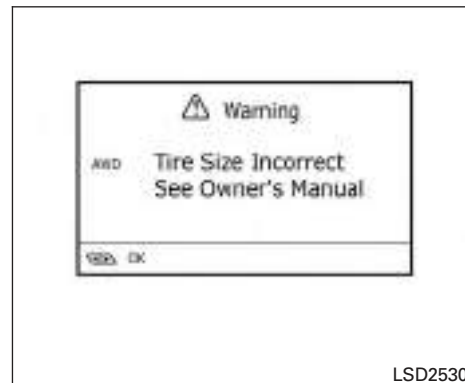 Warning
AWD Tire Size Incorrect
See Owner's Manual
OK
LSD2530